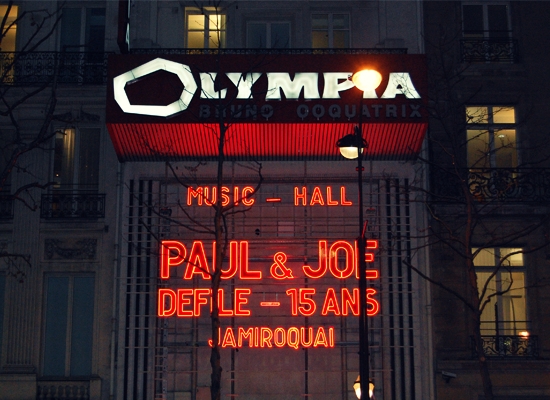 OLYMPIA
BRUNO COQUATRIX
MUSIC - HALL
PAUL & JOE
DEFILE - 15 ANS
JAMIROQUAI